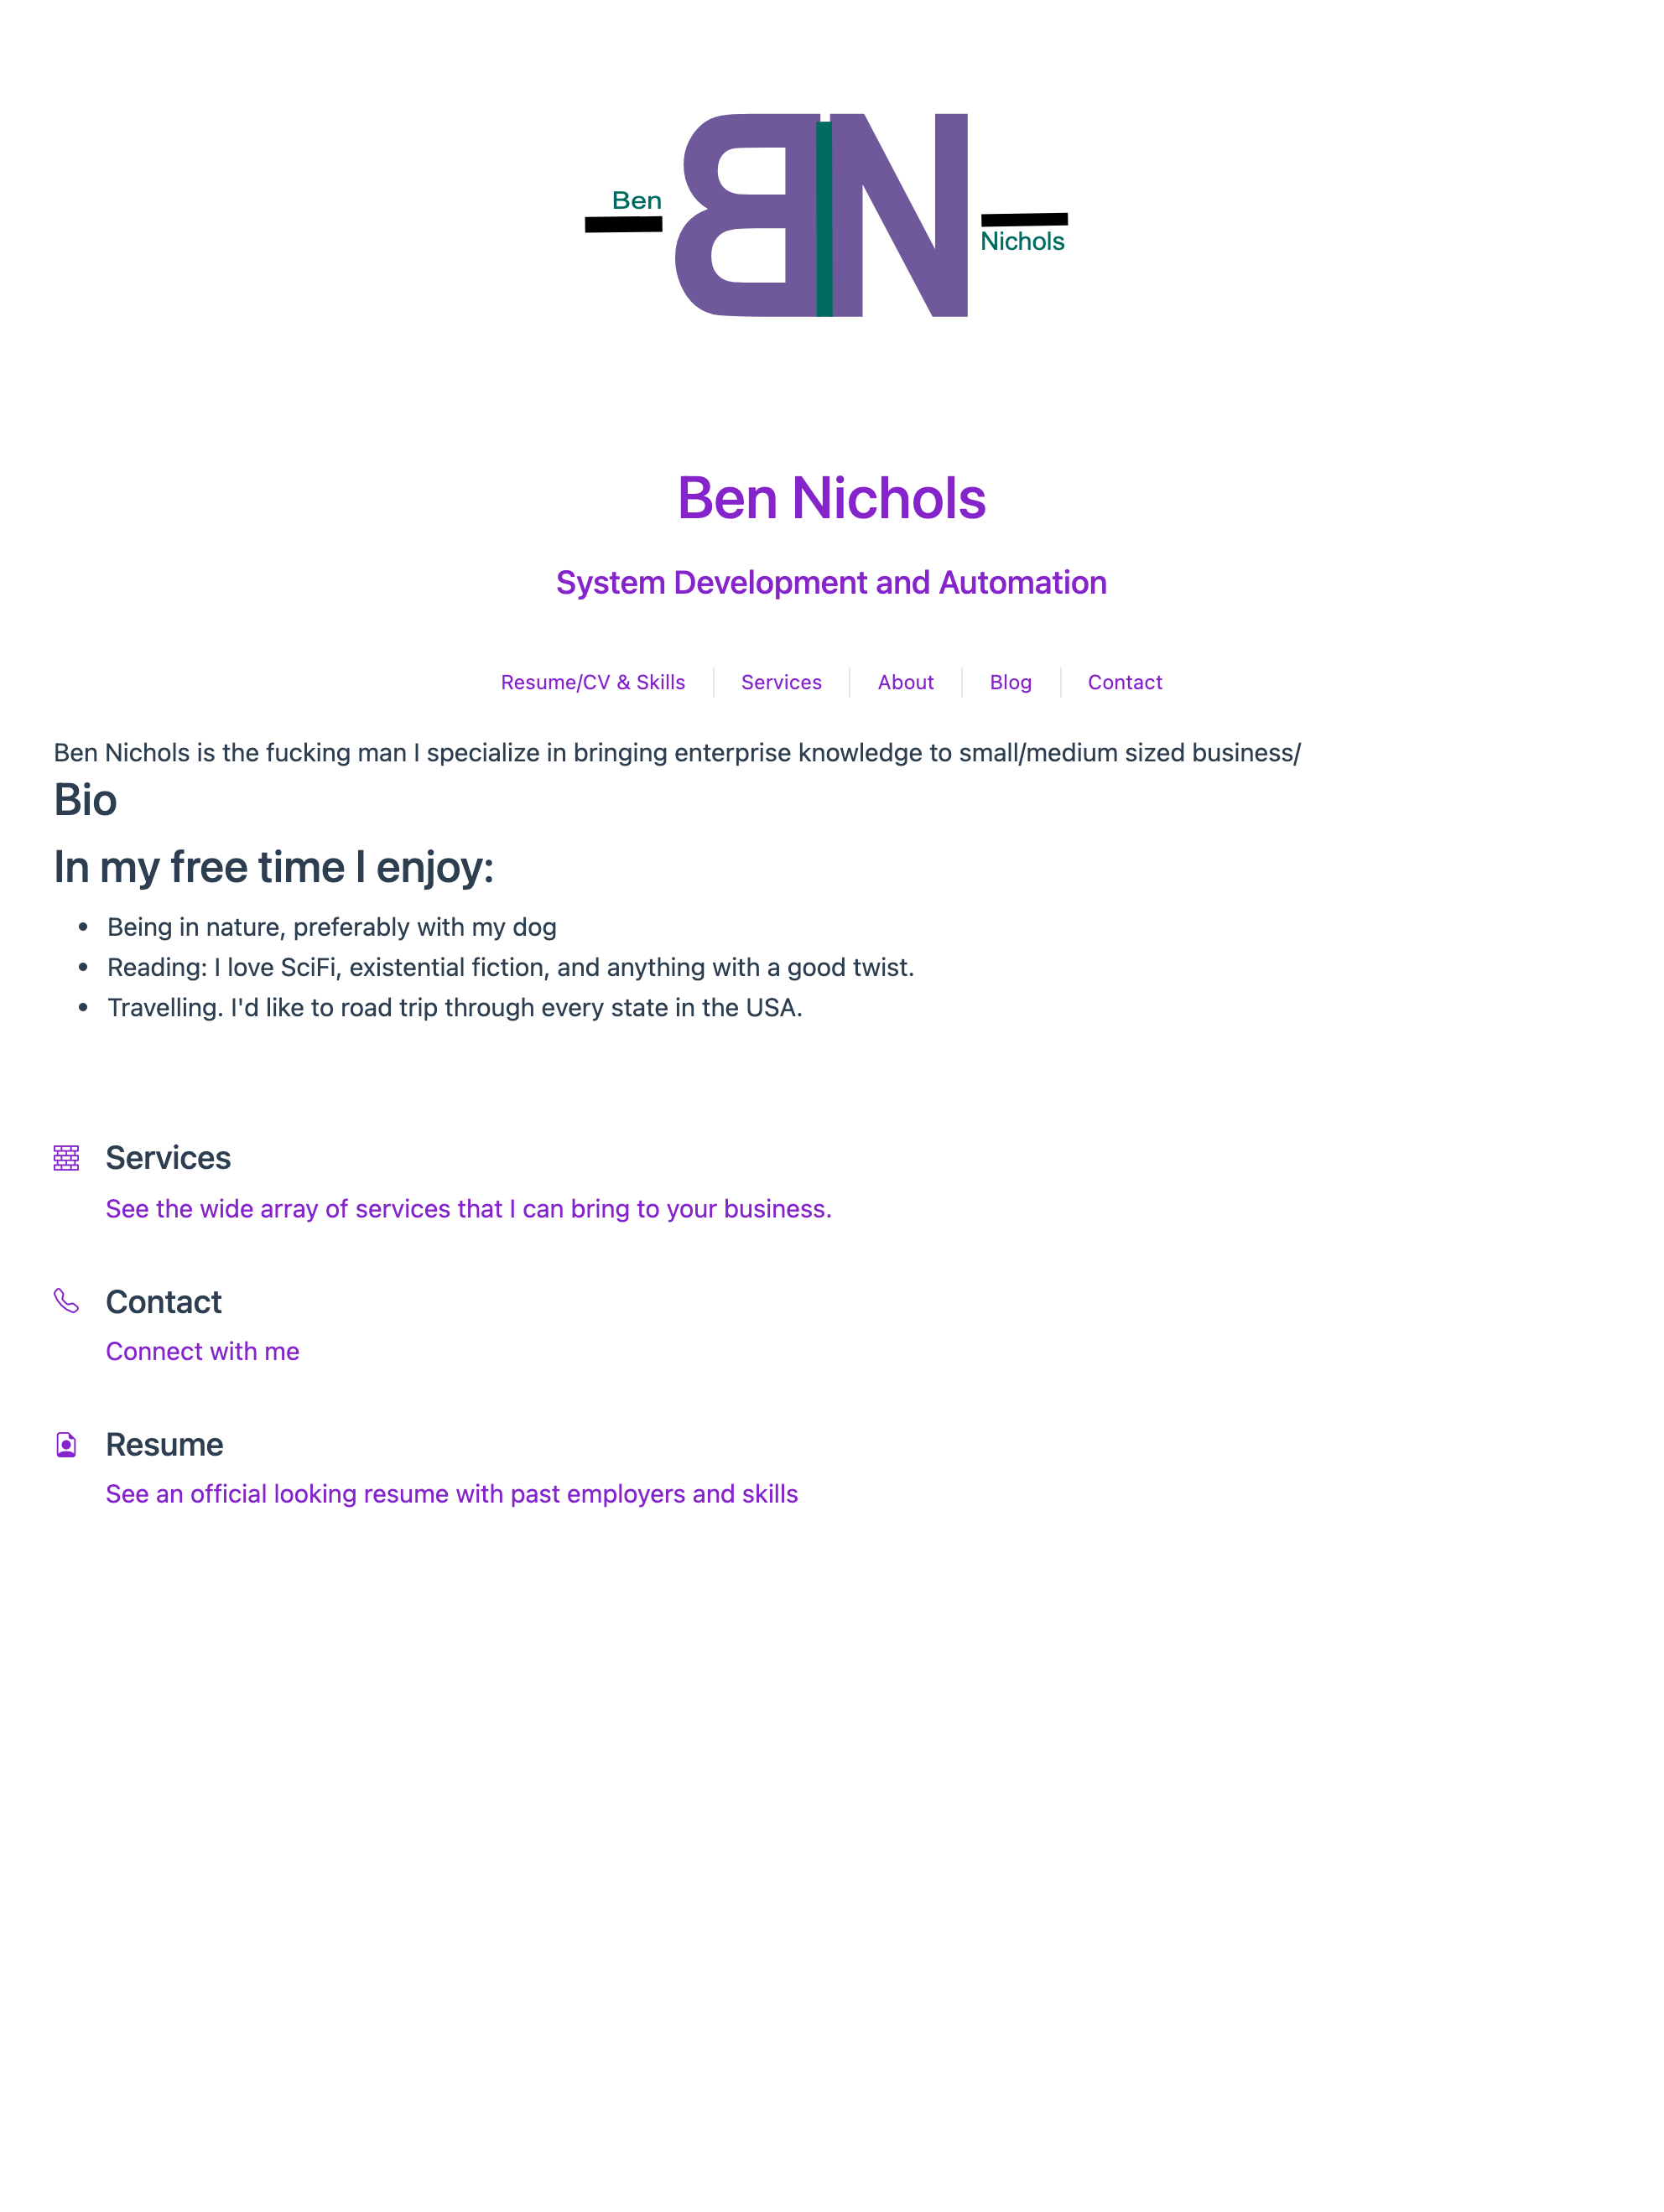 Ben
BN
Nichols
Ben Nichols
System Development and Automation
Resume/CV & Skills Services About Blog Contact
Ben Nichols is the fucking man I specialize in bringing enterprise knowledge to small/medium sized business/
Bio
In my free time I enjoy:
• Being in nature, preferably with my dog
• Reading: I love SciFi, existential fiction, and anything with a good twist.
• Travelling. I'd like to road trip through every state in the USA.
Services
See the wide array of services that I can bring to your business.
Contact
Connect with me
Resume
See an official looking resume with past employers and skills